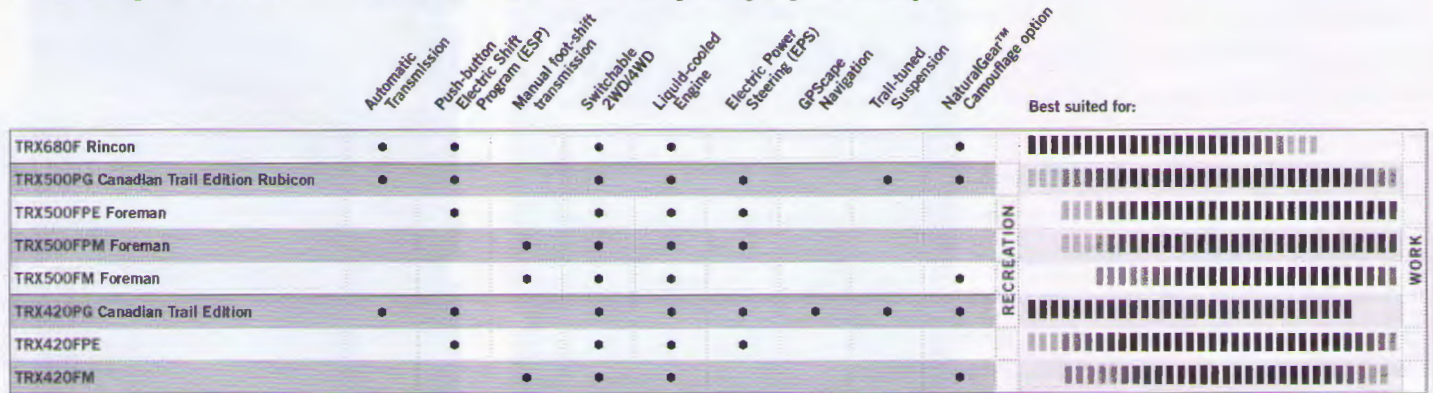 Automatic
Transmission
Push-button
Electric Shift
Program (ESP)
Manual foot-shift
transmission
Switchable
2WD/4WD
Liquid-cooled
Engine
Electric Power
Steering (EPS)
GPScape
Navigation
Trail-tuned
Suspension
NaturalGear™
Camouflage option
Best suited for:
TRX680F Rincon
TRX500PG Canadian Trail Edition Rubicon
TRX500FPE Foreman
TRX500FPM Foreman
TRX500FM Foreman
TRX420PG Canadian Trail Edition
TRX420FPE
TRX420FM
RECREATION
WORK